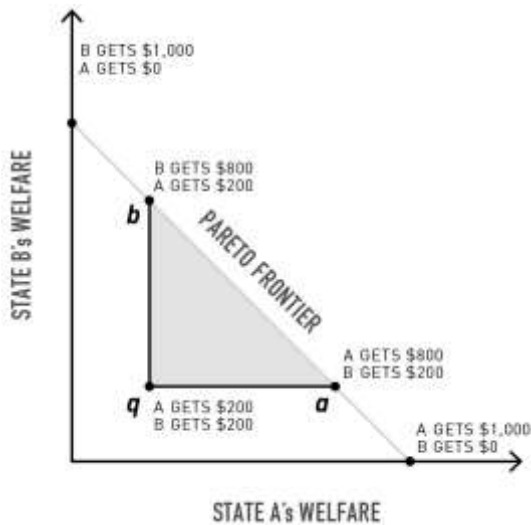 B GETS $1,000
A GETS $0
B GETS $800
A GETS $200
b
PARETO FRONTIER
STATE B's WELFARE
A GETS $800
B GETS $200
q
A GETS $200
B GETS $200
a
A GETS $1,000
B GETS $0
STATE A's WELFARE